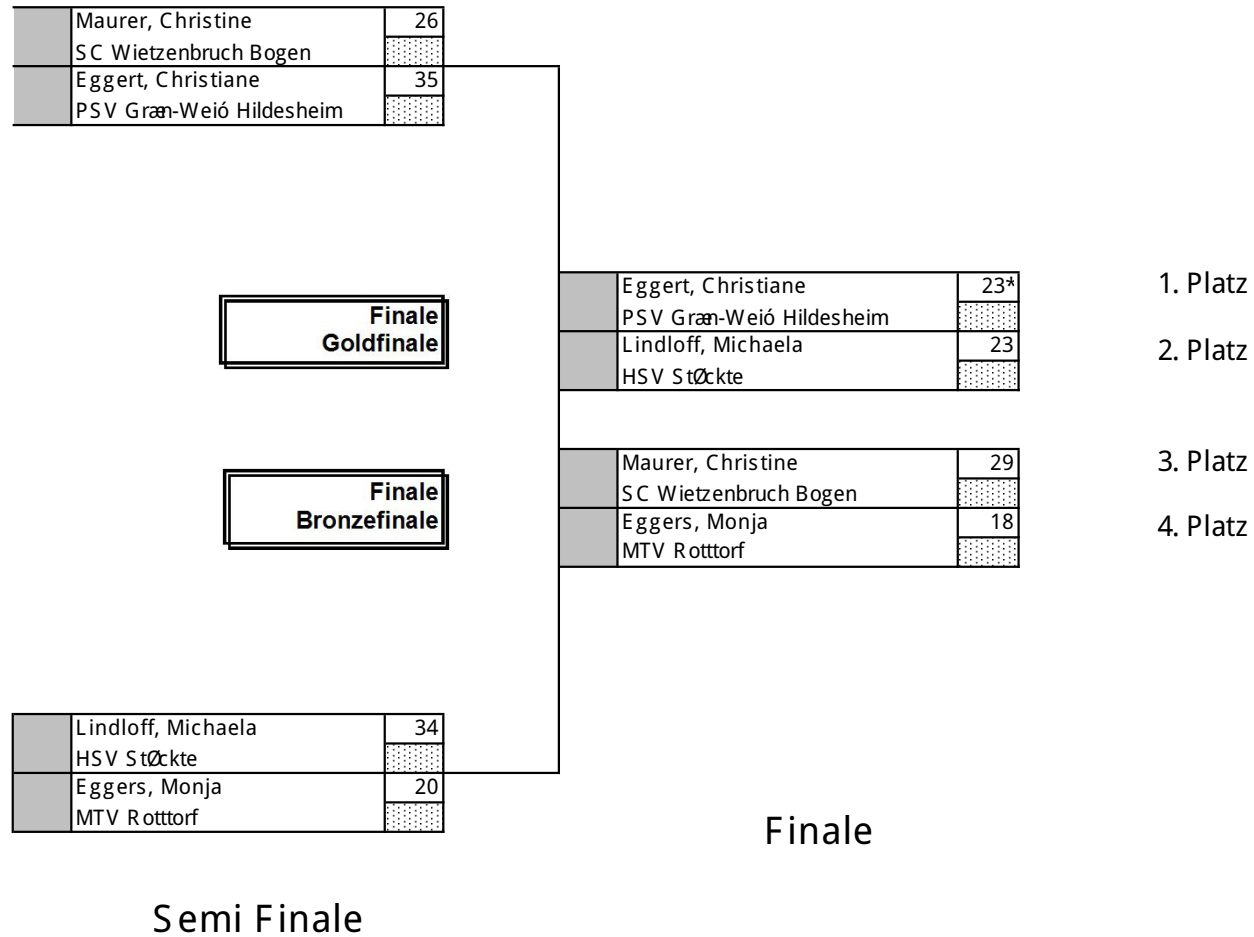 Maurer, Christine 26
SC Wietzenbruch Bogen
Eggert, Christiane 35
PSV Græn-Weió Hildesheim
Finale
Goldfinale
Eggert, Christiane 23* 1. Platz
PSV Græn-Weió Hildesheim
Lindloff, Michaela 23 2. Platz
HSV StØckte
Finale
Bronzefinale
Maurer, Christine 29 3. Platz
SC Wietzenbruch Bogen
Eggers, Monja 18 4. Platz
MTV Rotttorf
Lindloff, Michaela 34
HSV StØckte
Eggers, Monja 20
MTV Rotttorf
Finale
Semi Finale